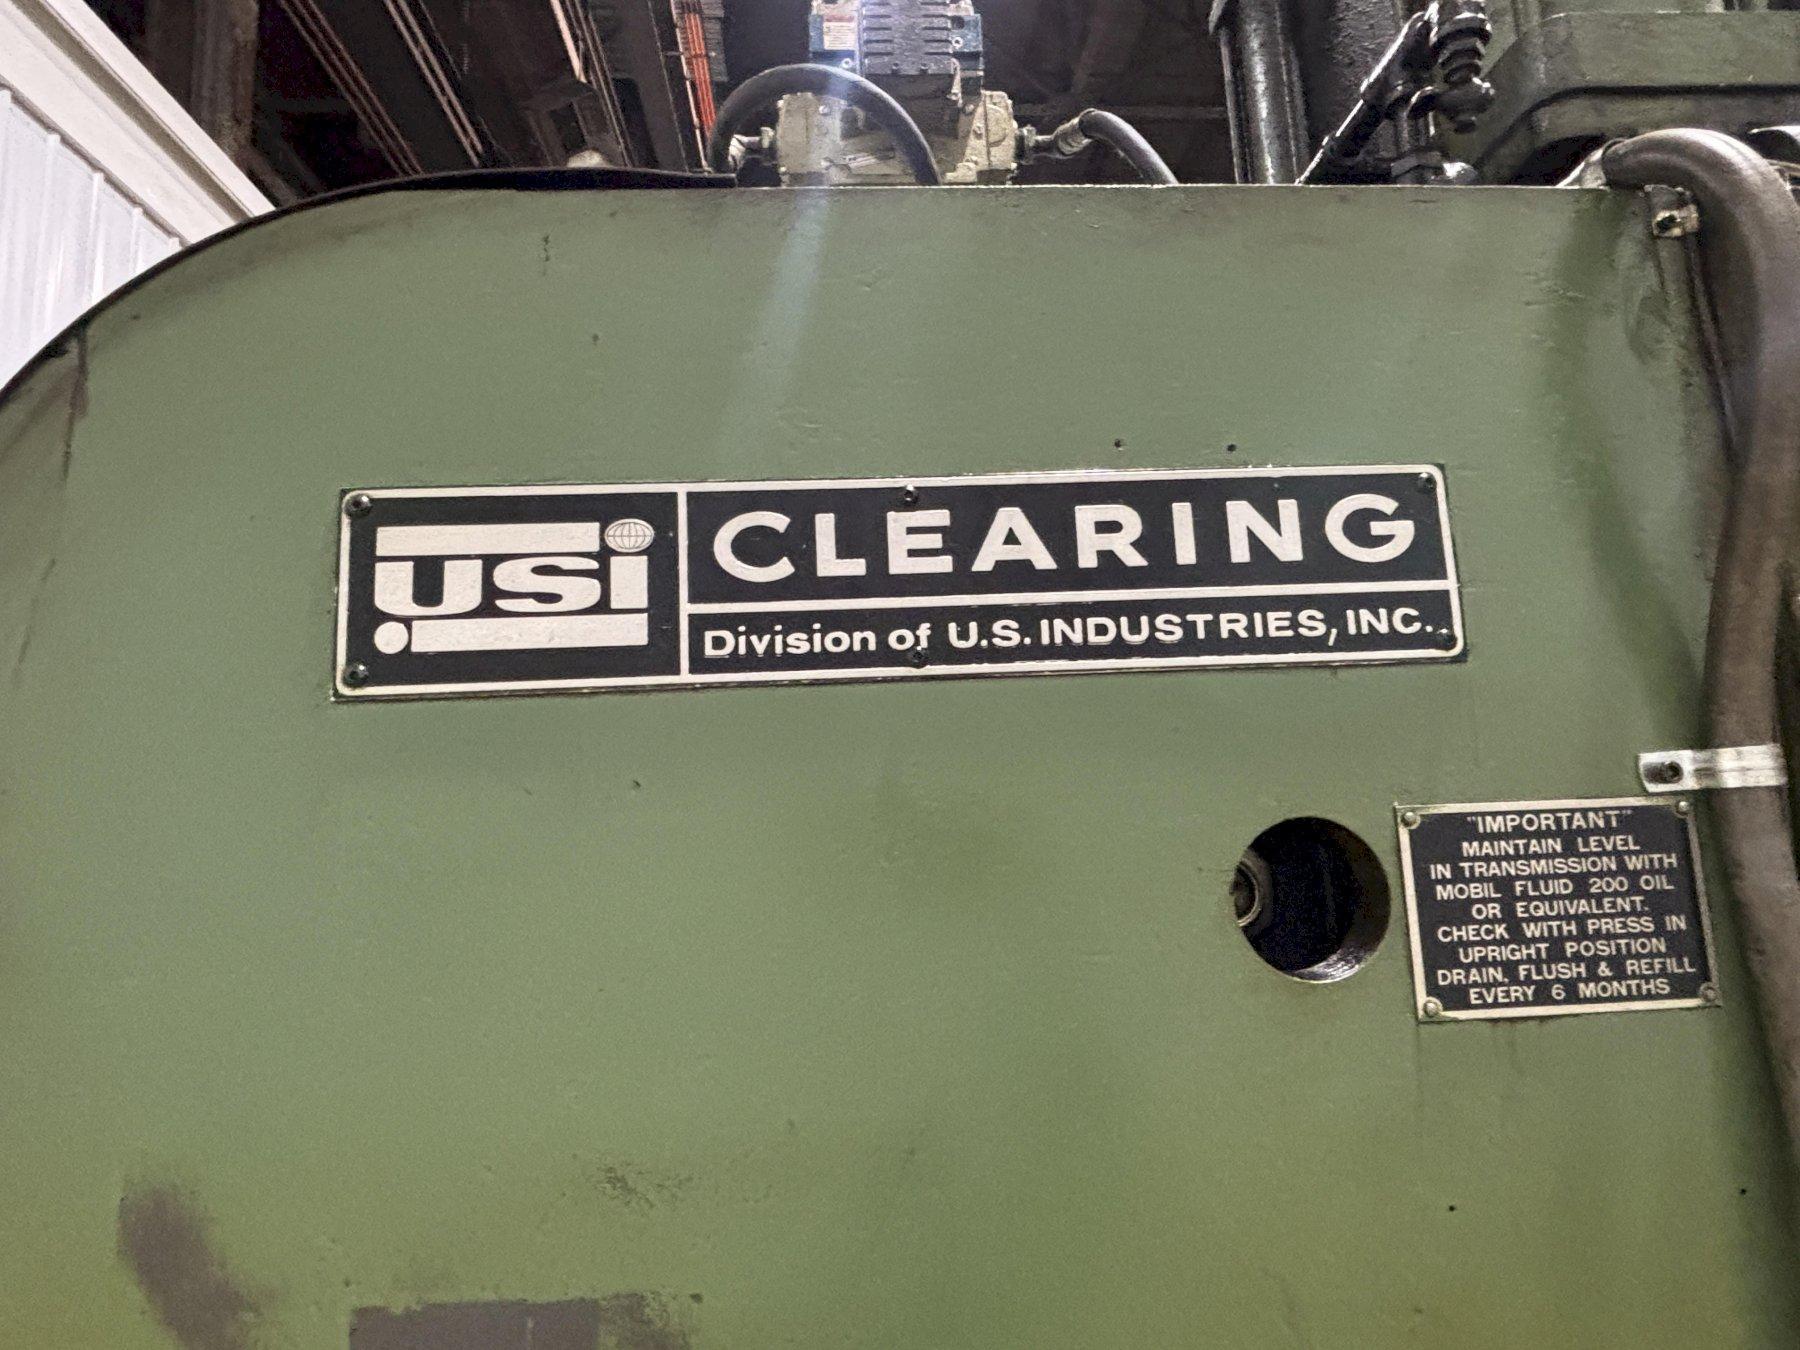 USi
CLEARING
Division of U.S. INDUSTRIES, INC.
"IMPORTANT"
MAINTAIN LEVEL
IN TRANSMISSION WITH
MOBIL FLUID 200 OIL
OR EQUIVALENT.
CHECK WITH PRESS IN
UPRIGHT POSITION
DRAIN, FLUSH & REFILL
EVERY 6 MONTHS